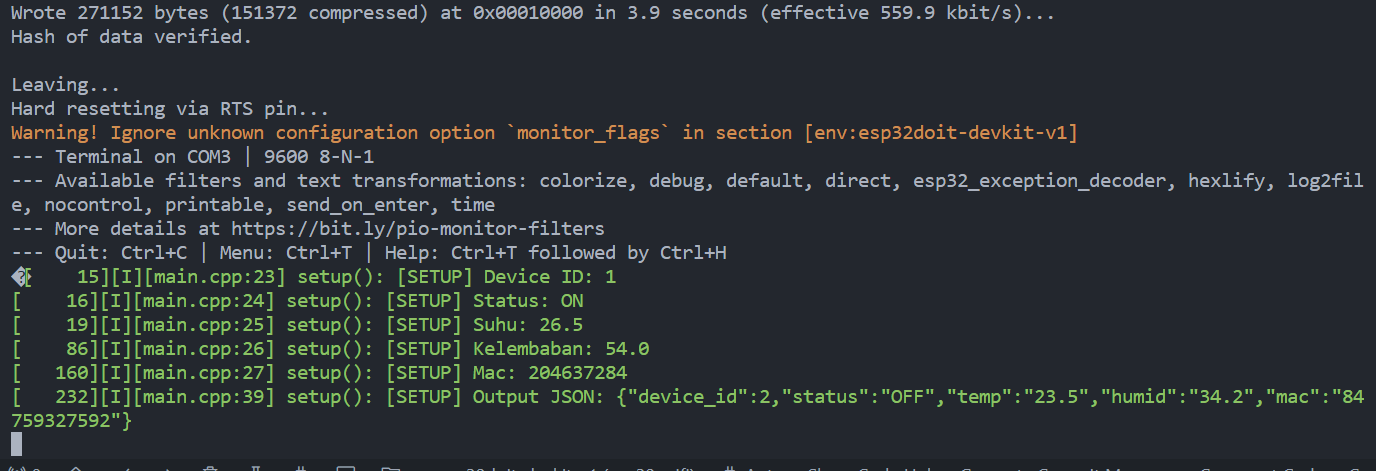 Wrote 271152 bytes (151372 compressed) at 0x00010000 in 3.9 seconds (effective 559.9 kbit/s)...
Hash of data verified.
Leaving...
Hard resetting via RTS pin...
Warning! Ignore unknown configuration option `monitor_flags` in section [env:esp32doit-devkit-v1]
--- Terminal on COM3 | 9600 8-N-1
--- Available filters and text transformations: colorize, debug, default, direct, esp32_exception_decoder, hexlify, log2fil
e, nocontrol, printable, send_on_enter, time
--- More details at https://bit.ly/pio-monitor-filters
--- Quit: Ctrl+C | Menu: Ctrl+T | Help: Ctrl+T followed by Ctrl+H
�[    15][I][main.cpp:23] setup(): [SETUP] Device ID: 1
[    16][I][main.cpp:24] setup(): [SETUP] Status: ON
[    19][I][main.cpp:25] setup(): [SETUP] Suhu: 26.5
[    86][I][main.cpp:26] setup(): [SETUP] Kelembaban: 54.0
[   160][I][main.cpp:27] setup(): [SETUP] Mac: 204637284
[   232][I][main.cpp:39] setup(): [SETUP] Output JSON: {"device_id":2,"status":"OFF","temp":"23.5","humid":"34.2","mac":"84
759327592"}